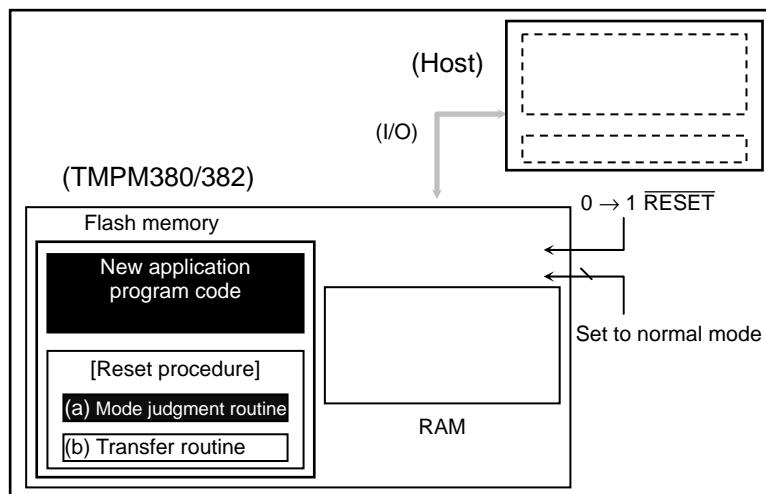 (Host)
(I/O)
(TMPM380/382)
0 → 1 RESET
Flash memory
New application
program code
Set to normal mode
[Reset procedure]
(a) Mode judgment routine
(b) Transfer routine
RAM